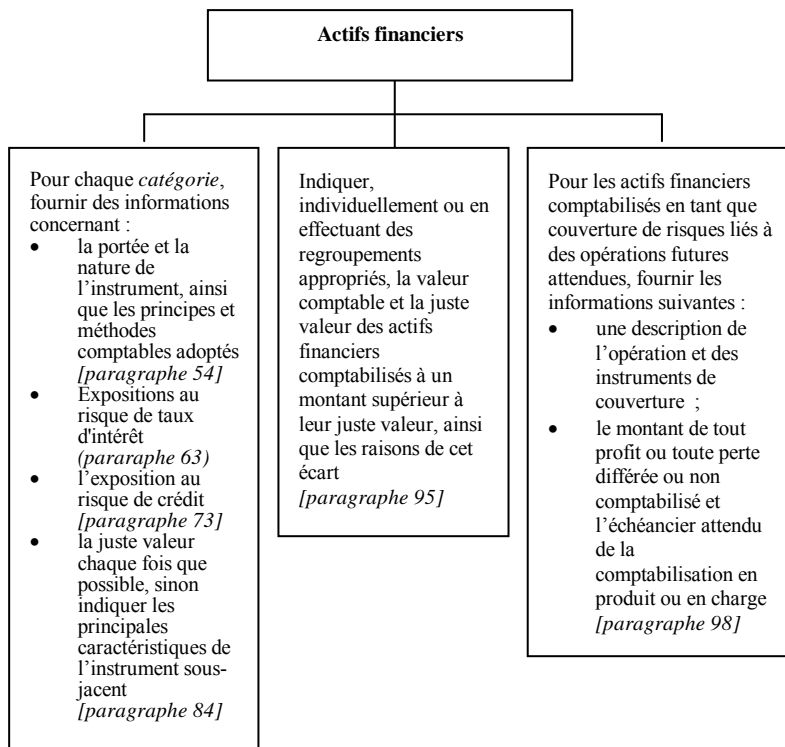 Actifs financiers
Pour chaque catégorie,
fournir des informations
concernant :
• la portée et la
nature de
l’instrument, ainsi
que les principes et
méthodes
comptables adoptés
[paragraphe 54]
• Expositions au
risque de taux
d'intérêt
(pararaphe 63)
• l’exposition au
risque de crédit
[paragraphe 73]
• la juste valeur
chaque fois que
possible, sinon
indiquer les
principales
caractéristiques de
l’instrument sous-
jacent
[paragraphe 84]
Indiquer,
individuellement ou en
effectuant des
regroupements
appropriés, la valeur
comptable et la juste
valeur des actifs
financiers
comptabilisés à un
montant supérieur à
leur juste valeur, ainsi
que les raisons de cet
écart
[paragraphe 95]
Pour les actifs financiers
comptabilisés en tant que
couverture de risques liés à
des opérations futures
attendues, fournir les
informations suivantes :
• une description de
l’opération et des
instruments de
couverture ;
• le montant de tout
profit ou toute perte
différée ou non
comptabilisé et
l’échéancier attendu
de la
comptabilisation en
produit ou en charge
[paragraphe 98]